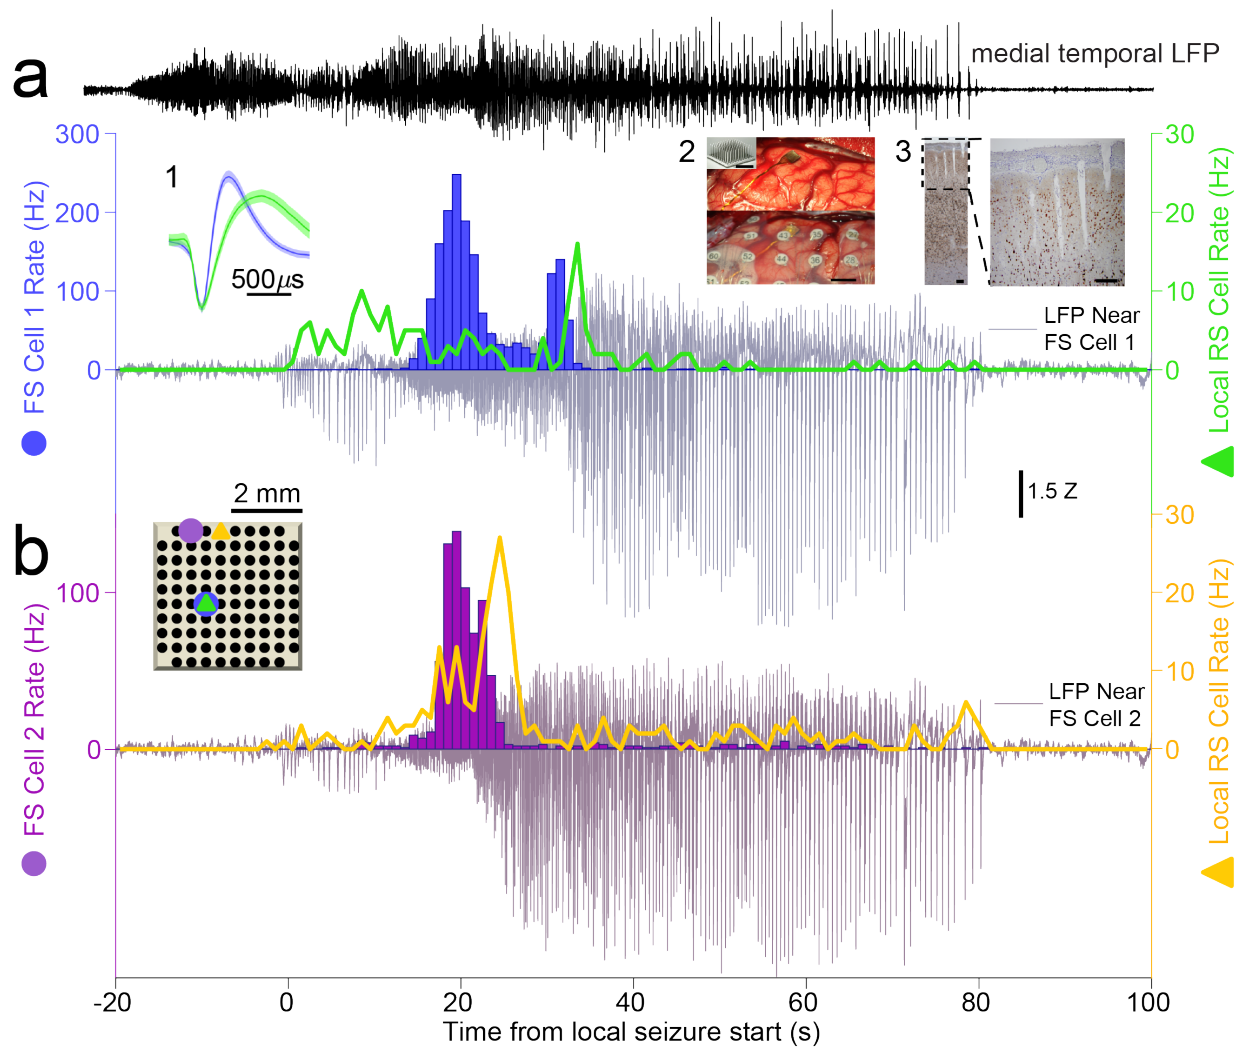 a
medial temporal LFP
300
200
100
0
FS Cell 1 Rate (Hz)
1
500µs
2
3
30
20
10
0
Local RS Cell Rate (Hz)
LFP Near
FS Cell 1
1.5 Z
2 mm
b
100
0
FS Cell 2 Rate (Hz)
30
20
10
0
Local RS Cell Rate (Hz)
LFP Near
FS Cell 2
-20
0
20
40
60
80
100
Time from local seizure start (s)